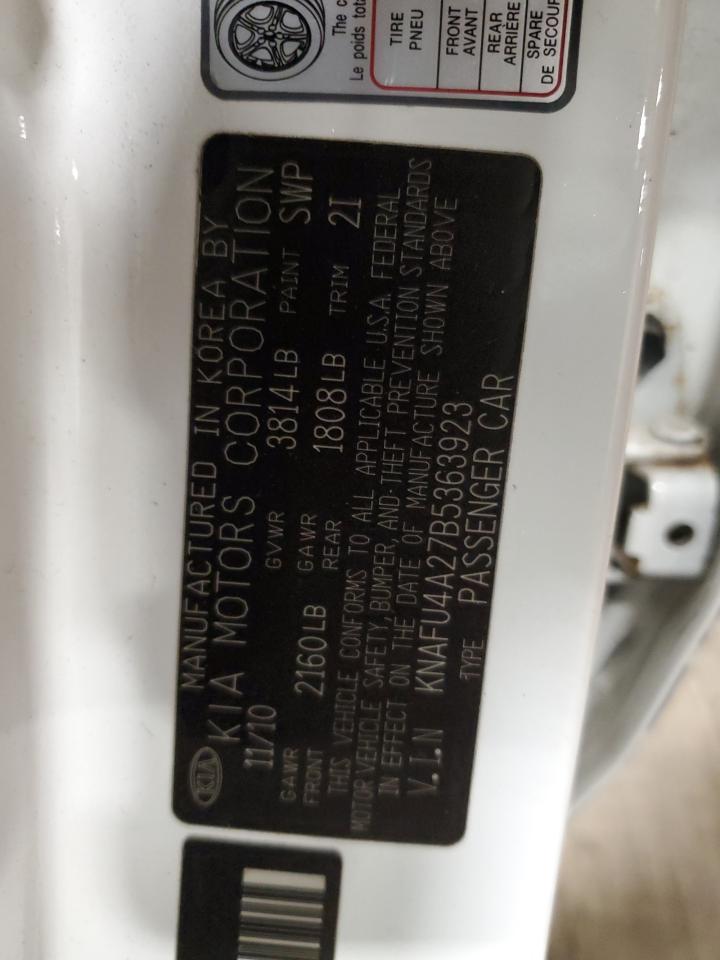 The c
Le poids tota
TIRE
PNEU
FRONT
AVANT
REAR
ARRIÈRE
SPARE
DE SECOUR
KIA
MANUFACTURED IN KOREA BY
KIA MOTORS CORPORATION
11/10 GVWR 3814LB PAINT SWP
GAWR FRONT 2160LB GAWR REAR 1808LB TRIM 2I
THIS VEHICLE CONFORMS TO ALL APPLICABLE U.S.A. FEDERAL
MOTOR VEHICLE SAFETY, BUMPER, AND THEFT PREVENTION STANDARDS
IN EFFECT ON THE DATE OF MANUFACTURE SHOWN ABOVE
V.I.N KNAFU4A27B5363923
TYPE PASSENGER CAR